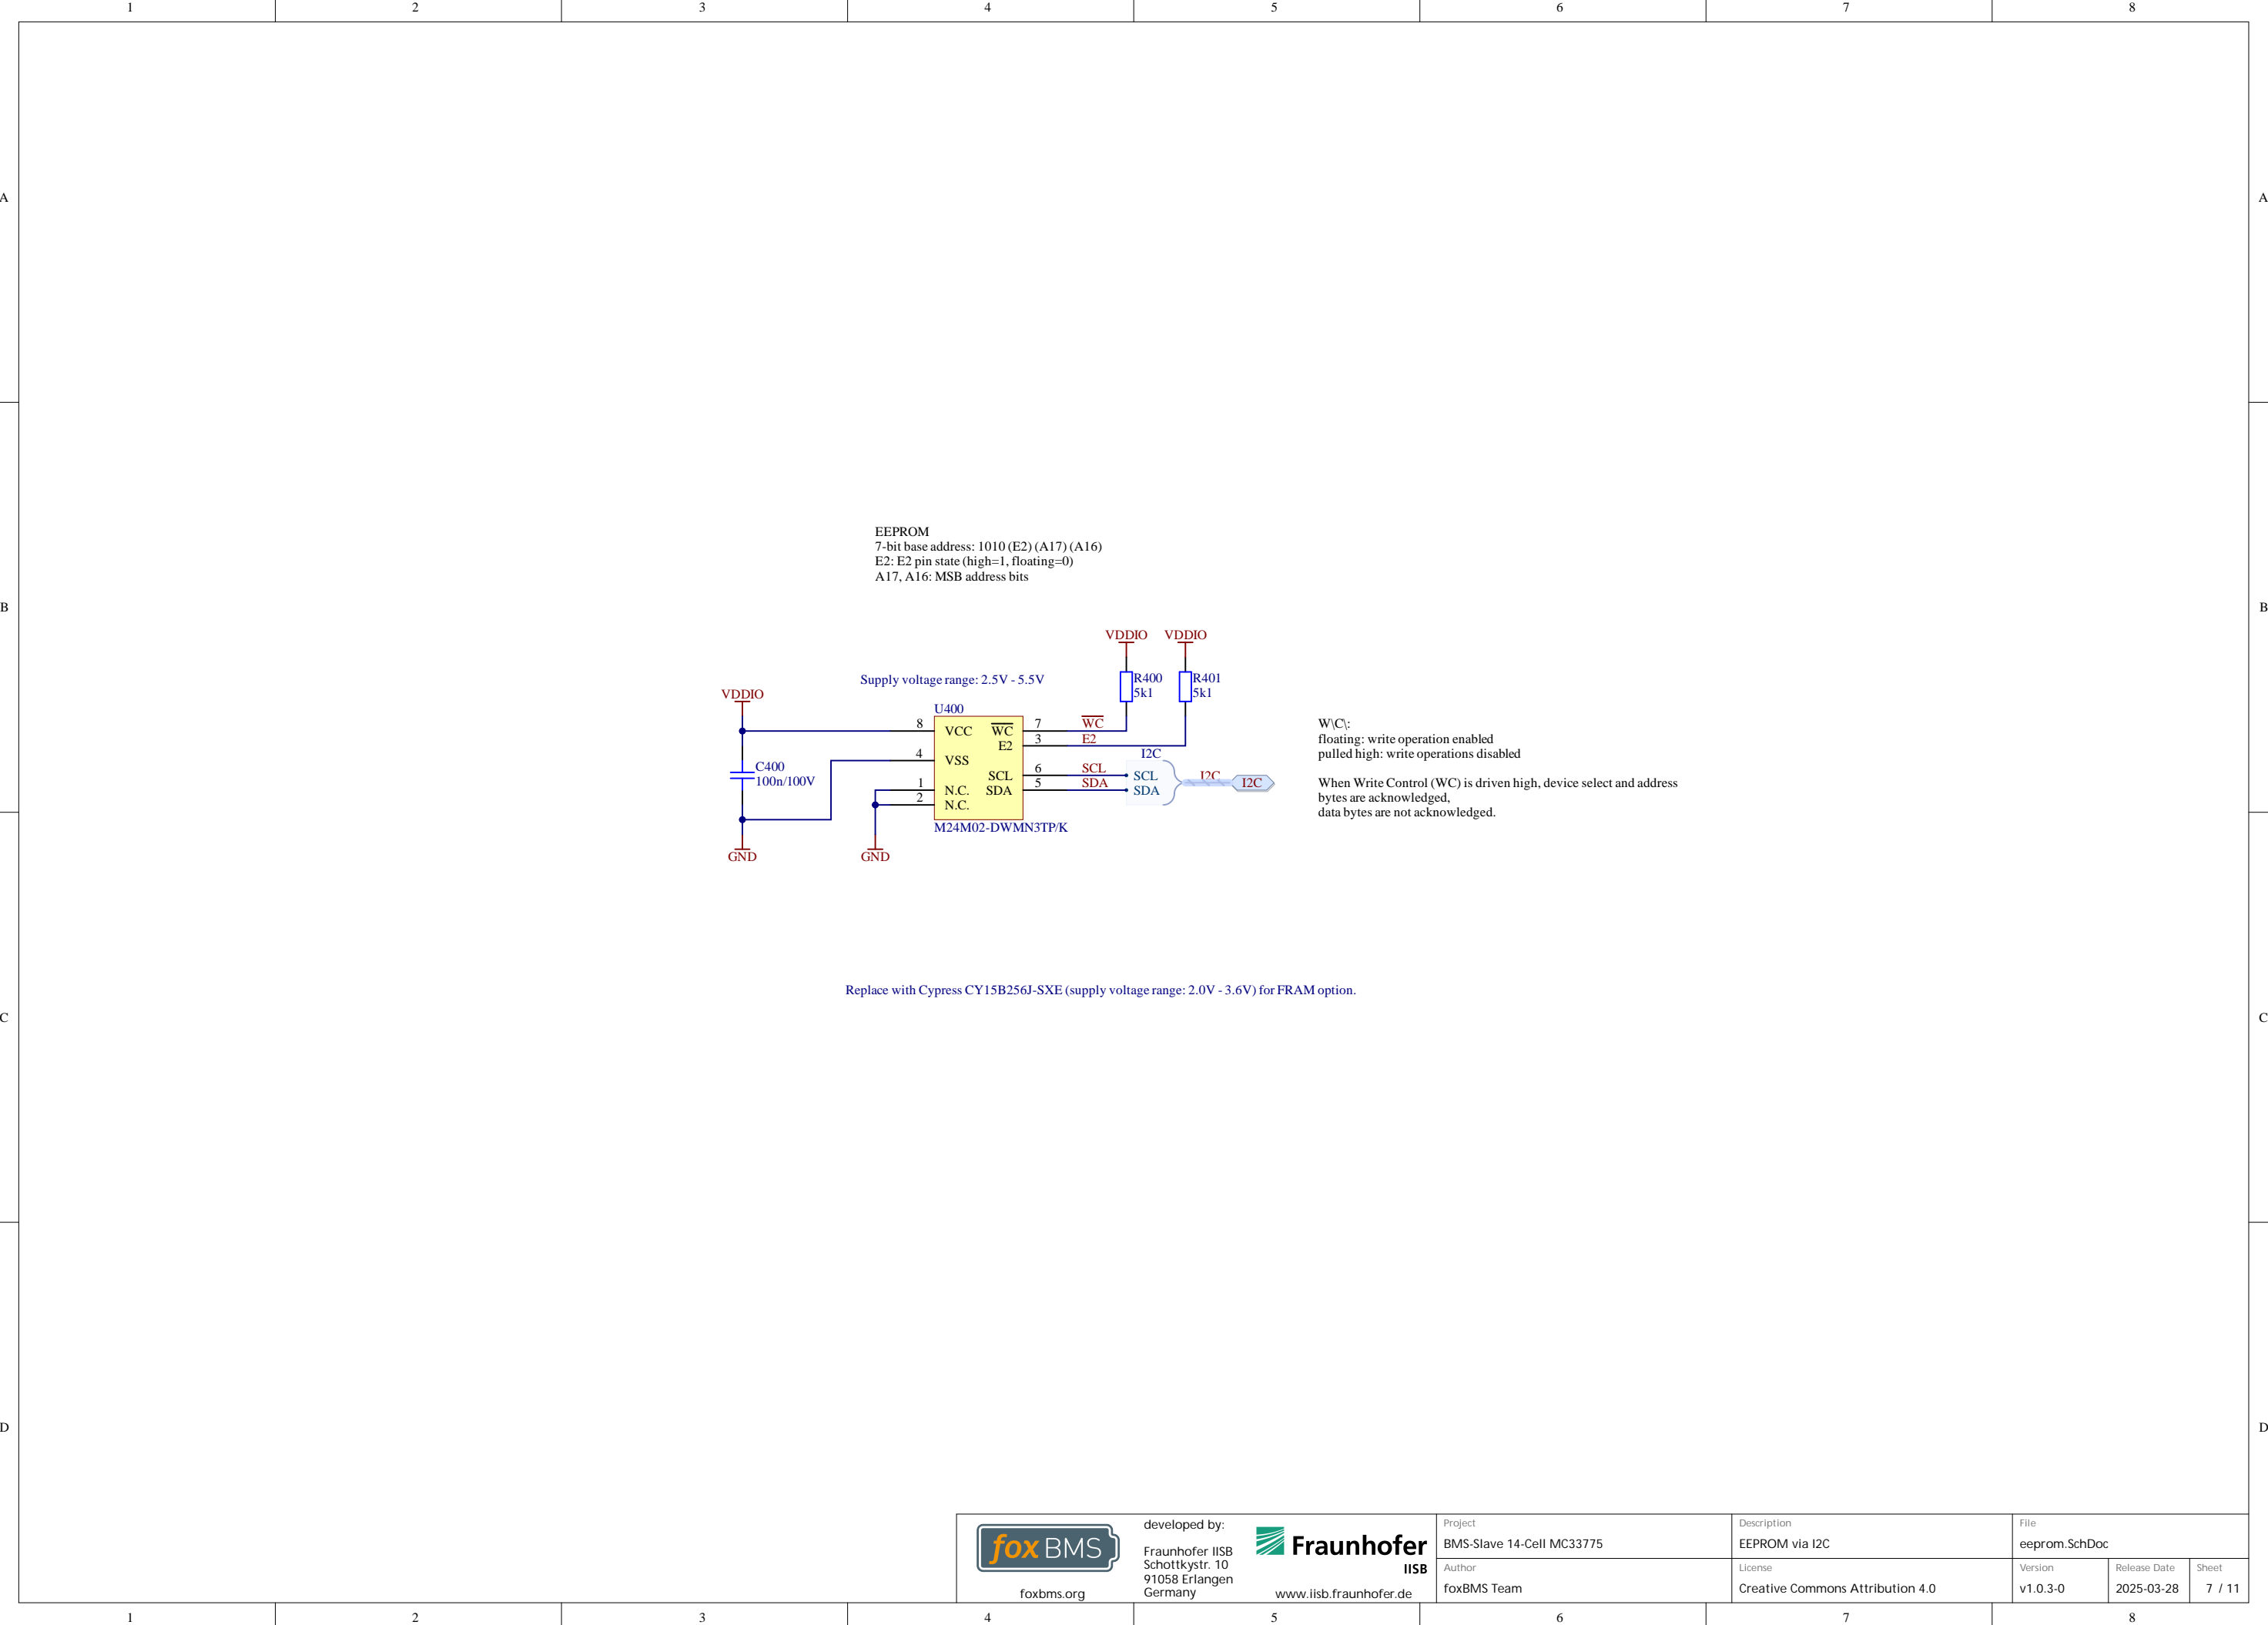 1 2 3 4 5 6 7 8
A A
EEPROM
7-bit base address: 1010 (E2) (A17) (A16)
E2: E2 pin state (high=1, floating=0)
A17, A16: MSB address bits
B B
VDDIO VDDIO
Supply voltage range: 2.5V - 5.5V
R400
5k1
R401
5k1
VDDIO
U400
8 VCC WC 7 WC
E2 3 E2
4 VSS
I2C
SCL 6 SCL SCL
1 N.C. SDA 5 SDA SDA
2 N.C.
I2C I2C
C400
100n/100V
M24M02-DWMN3TP/K
GND GND
W\C\:
floating: write operation enabled
pulled high: write operations disabled
When Write Control (WC) is driven high, device select and address
bytes are acknowledged,
data bytes are not acknowledged.
Replace with Cypress CY15B256J-SXE (supply voltage range: 2.0V - 3.6V) for FRAM option.
C C
D D
fox BMS
foxbms.org
developed by:
Fraunhofer IISB
Schottkystr. 10
91058 Erlangen
Germany
Fraunhofer
IISB
www.iisb.fraunhofer.de
Project
BMS-Slave 14-Cell MC33775
Author
foxBMS Team
Description
EEPROM via I2C
License
Creative Commons Attribution 4.0
File
eeprom.SchDoc
Version
v1.0.3-0
Release Date
2025-03-28
Sheet
7 / 11
1 2 3 4 5 6 7 8